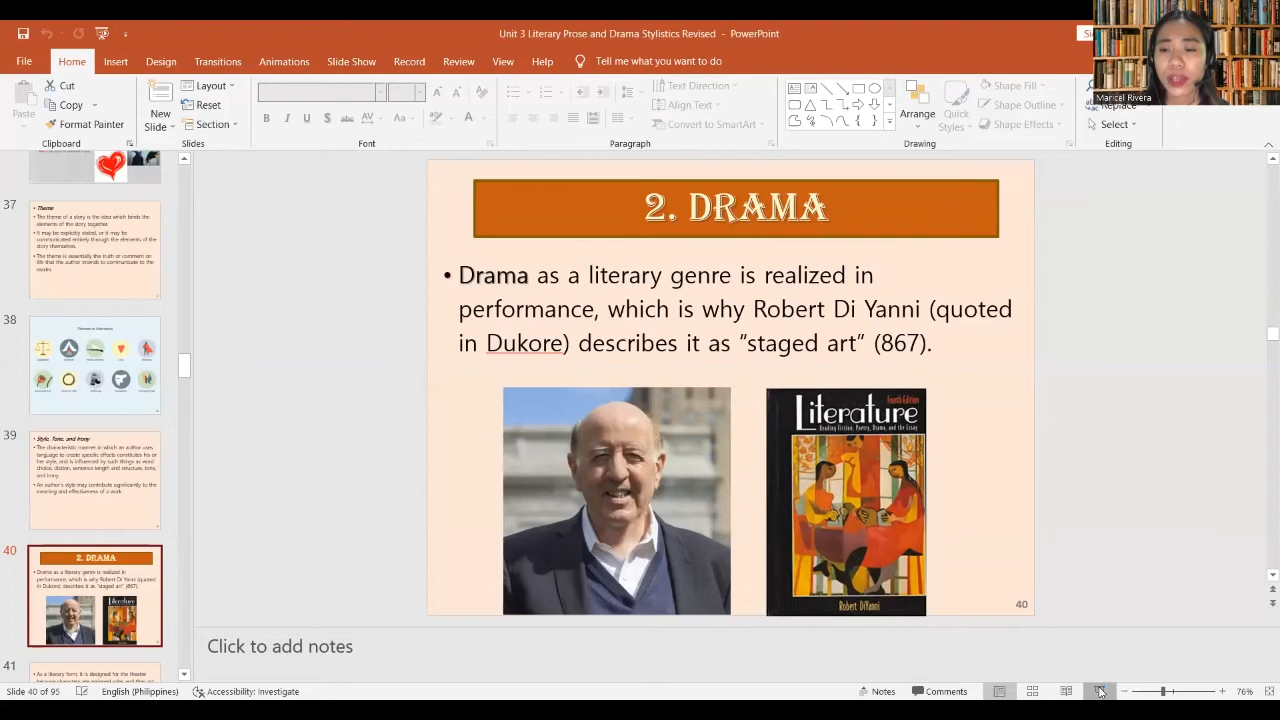 Unit 3 Literary Prose and Drama Stylistics Revised - PowerPoint
File Home Insert Design Transitions Animations Slide Show Record Review View Help Tell me what you want to do
Maricel Rivera
Paste
Cut
Copy
Format Painter
Clipboard
New Slide
Layout
Reset
Section
Slides
Font
Text Direction
Align Text
Convert to SmartArt
Paragraph
Arrange
Quick Styles
Shape Fill
Shape Outline
Shape Effects
Drawing
Replace
Select
Editing
37
Theme
The theme of a story is the idea which binds the
elements of the story together.
It may be explicitly stated, or it may be
communicated entirely through the elements of the
story themselves.
The theme is essentially the truth or comment on
life that the author intends to communicate to the
reader.
38
39
Style, Tone, and Irony
The characteristic manner in which an author uses
language to create specific effects constitutes his or
her style, and is influenced by such things as word
choice, diction, sentence length and structure, tone,
and irony.
An author's style may contribute significantly to the
meaning and effectiveness of a work.
40
2. DRAMA
Drama as a literary genre is realized in
performance, which is why Robert Di Yanni (quoted
in Dukore) describes it as "staged art" (867).
41
As a literary form, it is designed for the theatre
2. DRAMA
• Drama as a literary genre is realized in
performance, which is why Robert Di Yanni (quoted
in Dukore) describes it as "staged art" (867).
Fourth Edition
Literature
Reading Fiction, Poetry, Drama, and the Essay
Robert DiYanni
40
Click to add notes
Slide 40 of 95 English (Philippines) Accessibility: Investigate Notes Comments 76%